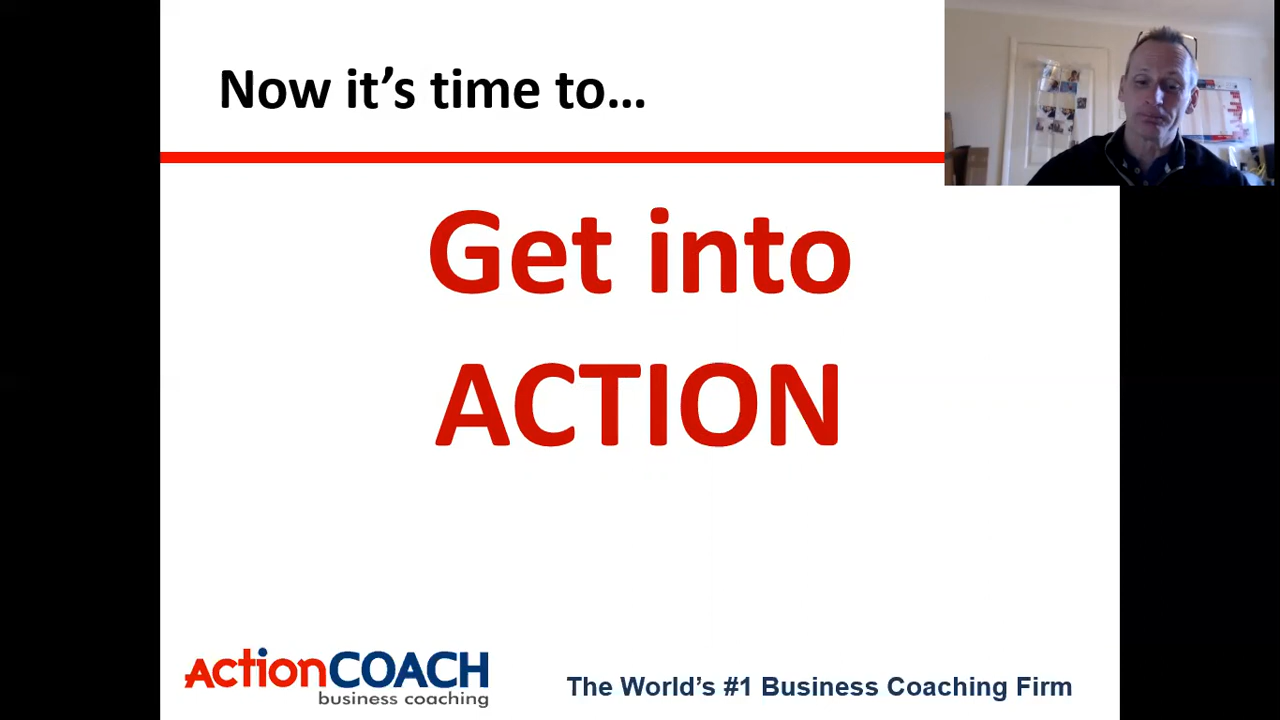 Now it's time to…
Get into
ACTION
ActionCOACH
business coaching
The World's #1 Business Coaching Firm